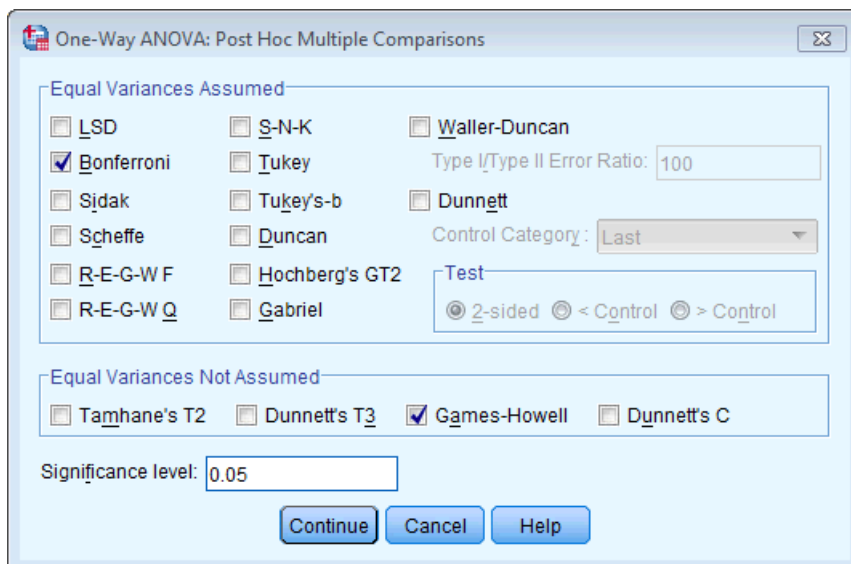 One-Way ANOVA: Post Hoc Multiple Comparisons
Equal Variances Assumed
LSD S-N-K Waller-Duncan
Bonferroni Tukey Type I/Type II Error Ratio: 100
Sidak Tukey's-b Dunnett
Scheffe Duncan Control Category: Last
R-E-G-W F Hochberg's GT2 Test
R-E-G-W Q Gabriel 2-sided < Control > Control
Equal Variances Not Assumed
Tamhane's T2 Dunnett's T3 Games-Howell Dunnett's C
Significance level: 0.05
Continue Cancel Help